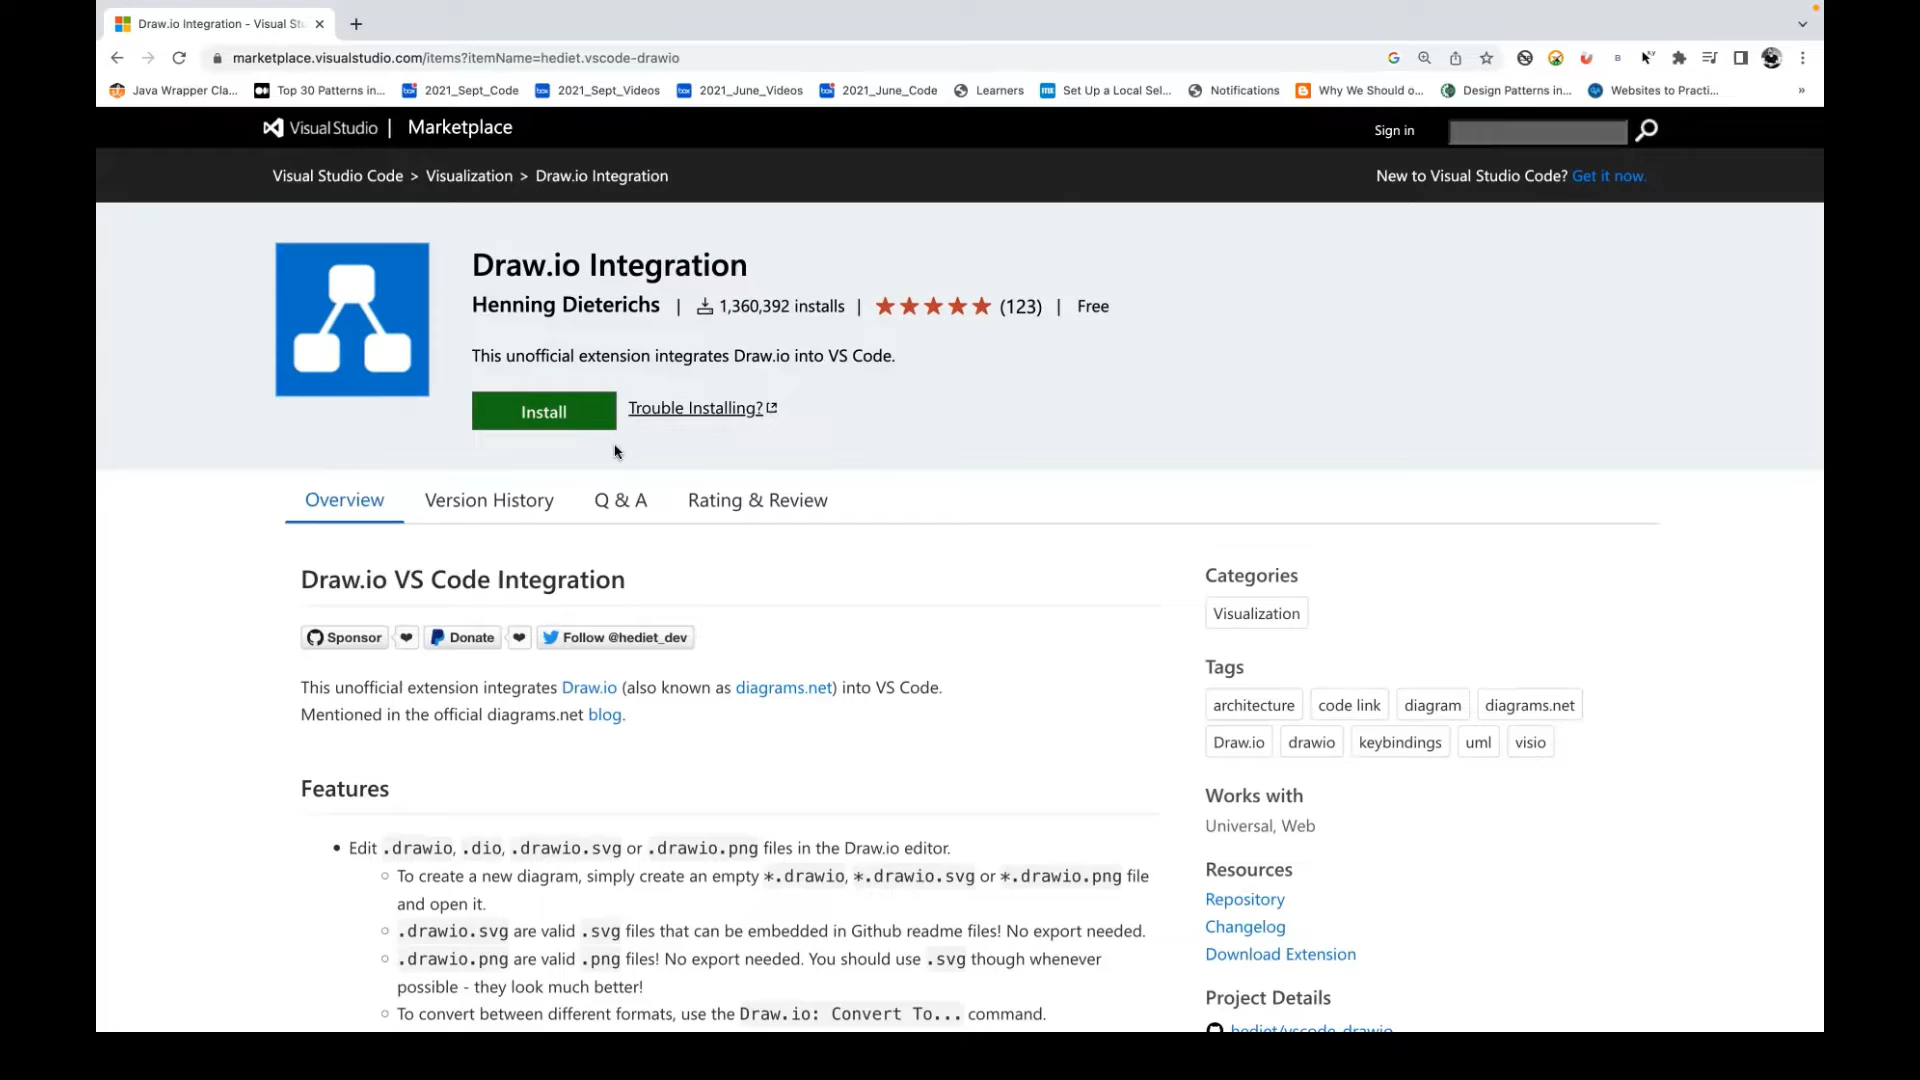 Draw.io Integration - Visual St
marketplace.visualstudio.com/items?itemName=hediet.vscode-drawio
Java Wrapper Cla... Top 30 Patterns in... 2021_Sept_Code 2021_Sept_Videos 2021_June_Videos 2021_June_Code Learners Set Up a Local Sel... Notifications Why We Should o... Design Patterns in... Websites to Practi... »
Visual Studio | Marketplace Sign in
Visual Studio Code > Visualization > Draw.io Integration New to Visual Studio Code? Get it now.
Draw.io Integration
Henning Dieterichs | 1,360,392 installs | (123) | Free
This unofficial extension integrates Draw.io into VS Code.
Install Trouble Installing?
Overview Version History Q & A Rating & Review
Draw.io VS Code Integration
Sponsor Donate Follow @hediet_dev
This unofficial extension integrates Draw.io (also known as diagrams.net) into VS Code.
Mentioned in the official diagrams.net blog.
Features
• Edit .drawio, .dio, .drawio.svg or .drawio.png files in the Draw.io editor.
○ To create a new diagram, simply create an empty *.drawio, *.drawio.svg or *.drawio.png file
and open it.
○ .drawio.svg are valid .svg files that can be embedded in Github readme files! No export needed.
○ .drawio.png are valid .png files! No export needed. You should use .svg though whenever
possible - they look much better!
○ To convert between different formats, use the Draw.io: Convert To... command.
Categories
Visualization
Tags
architecture code link diagram diagrams.net
Draw.io drawio keybindings uml visio
Works with
Universal, Web
Resources
Repository
Changelog
Download Extension
Project Details
hediet/vscode-drawio